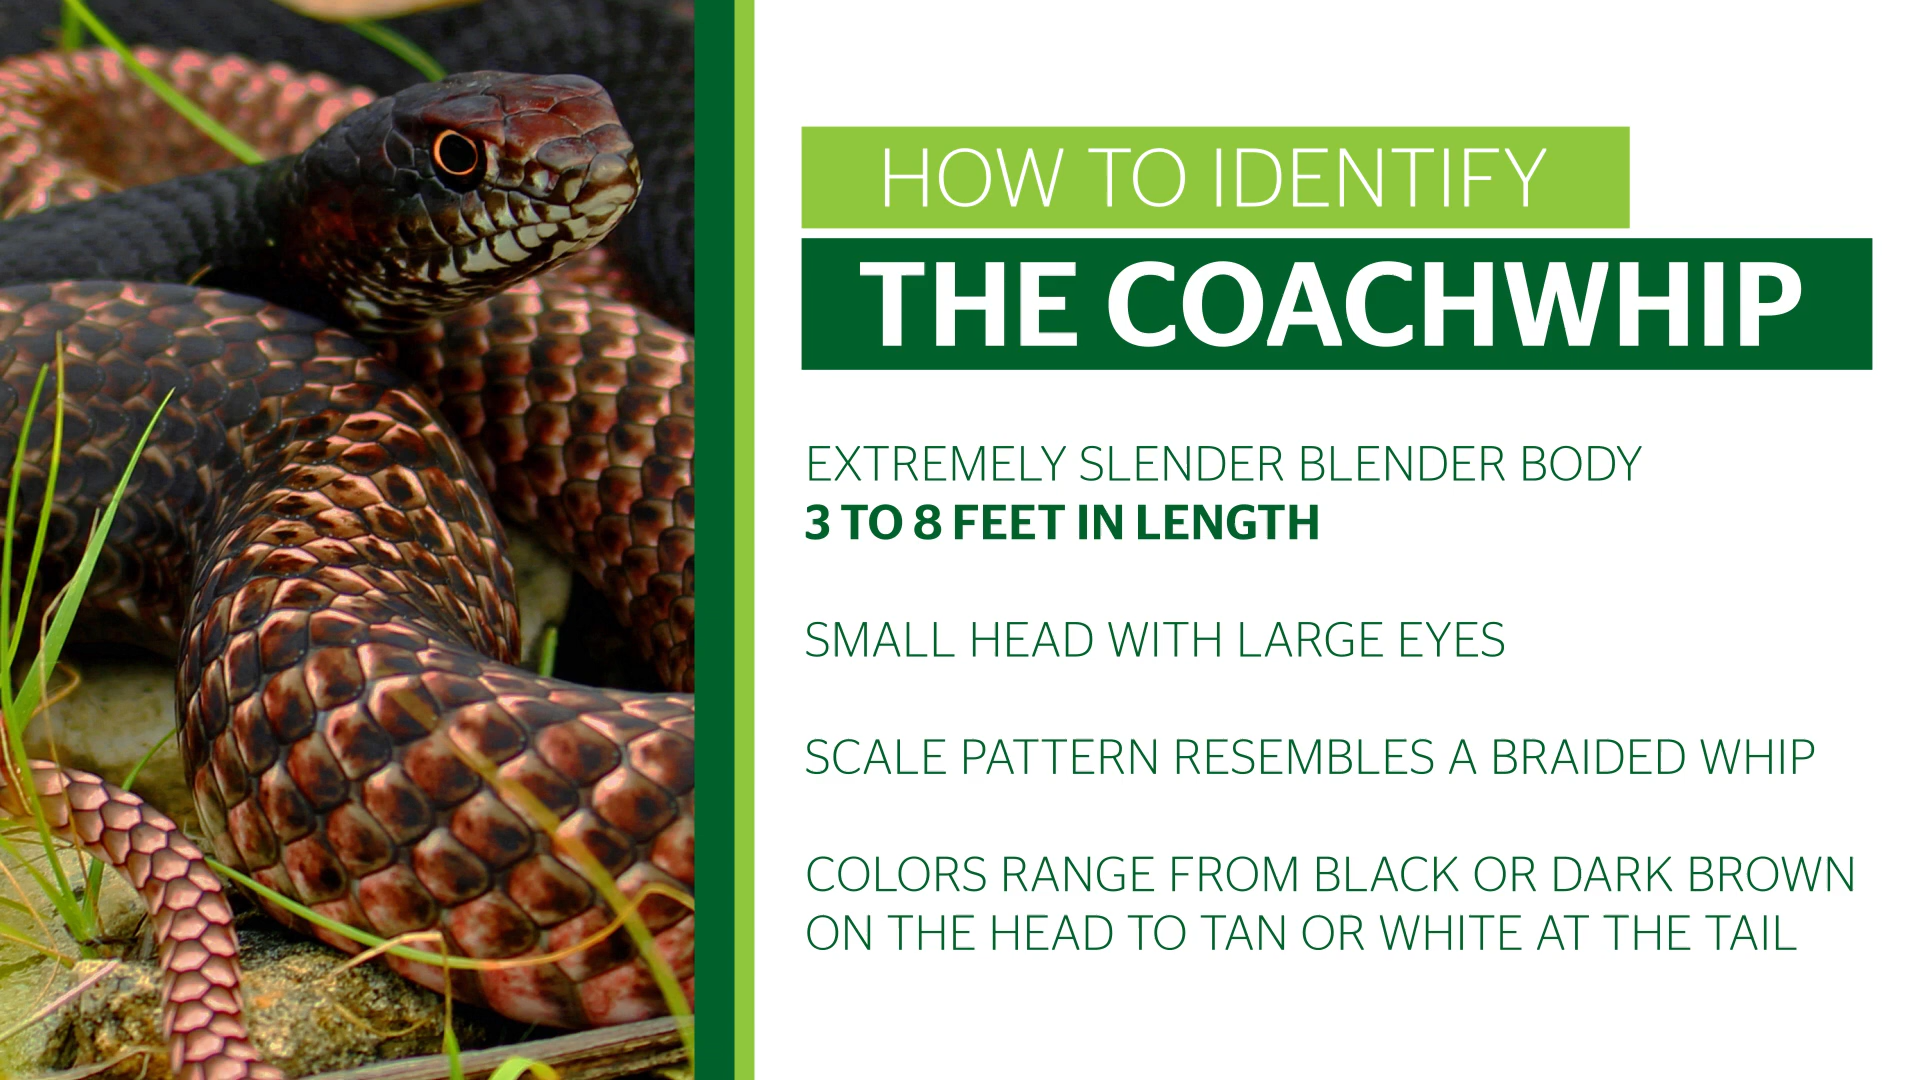 HOW TO IDENTIFY
THE COACHWHIP
EXTREMELY SLENDER BLENDER BODY
3 TO 8 FEET IN LENGTH
SMALL HEAD WITH LARGE EYES
SCALE PATTERN RESEMBLES A BRAIDED WHIP
COLORS RANGE FROM BLACK OR DARK BROWN
ON THE HEAD TO TAN OR WHITE AT THE TAIL